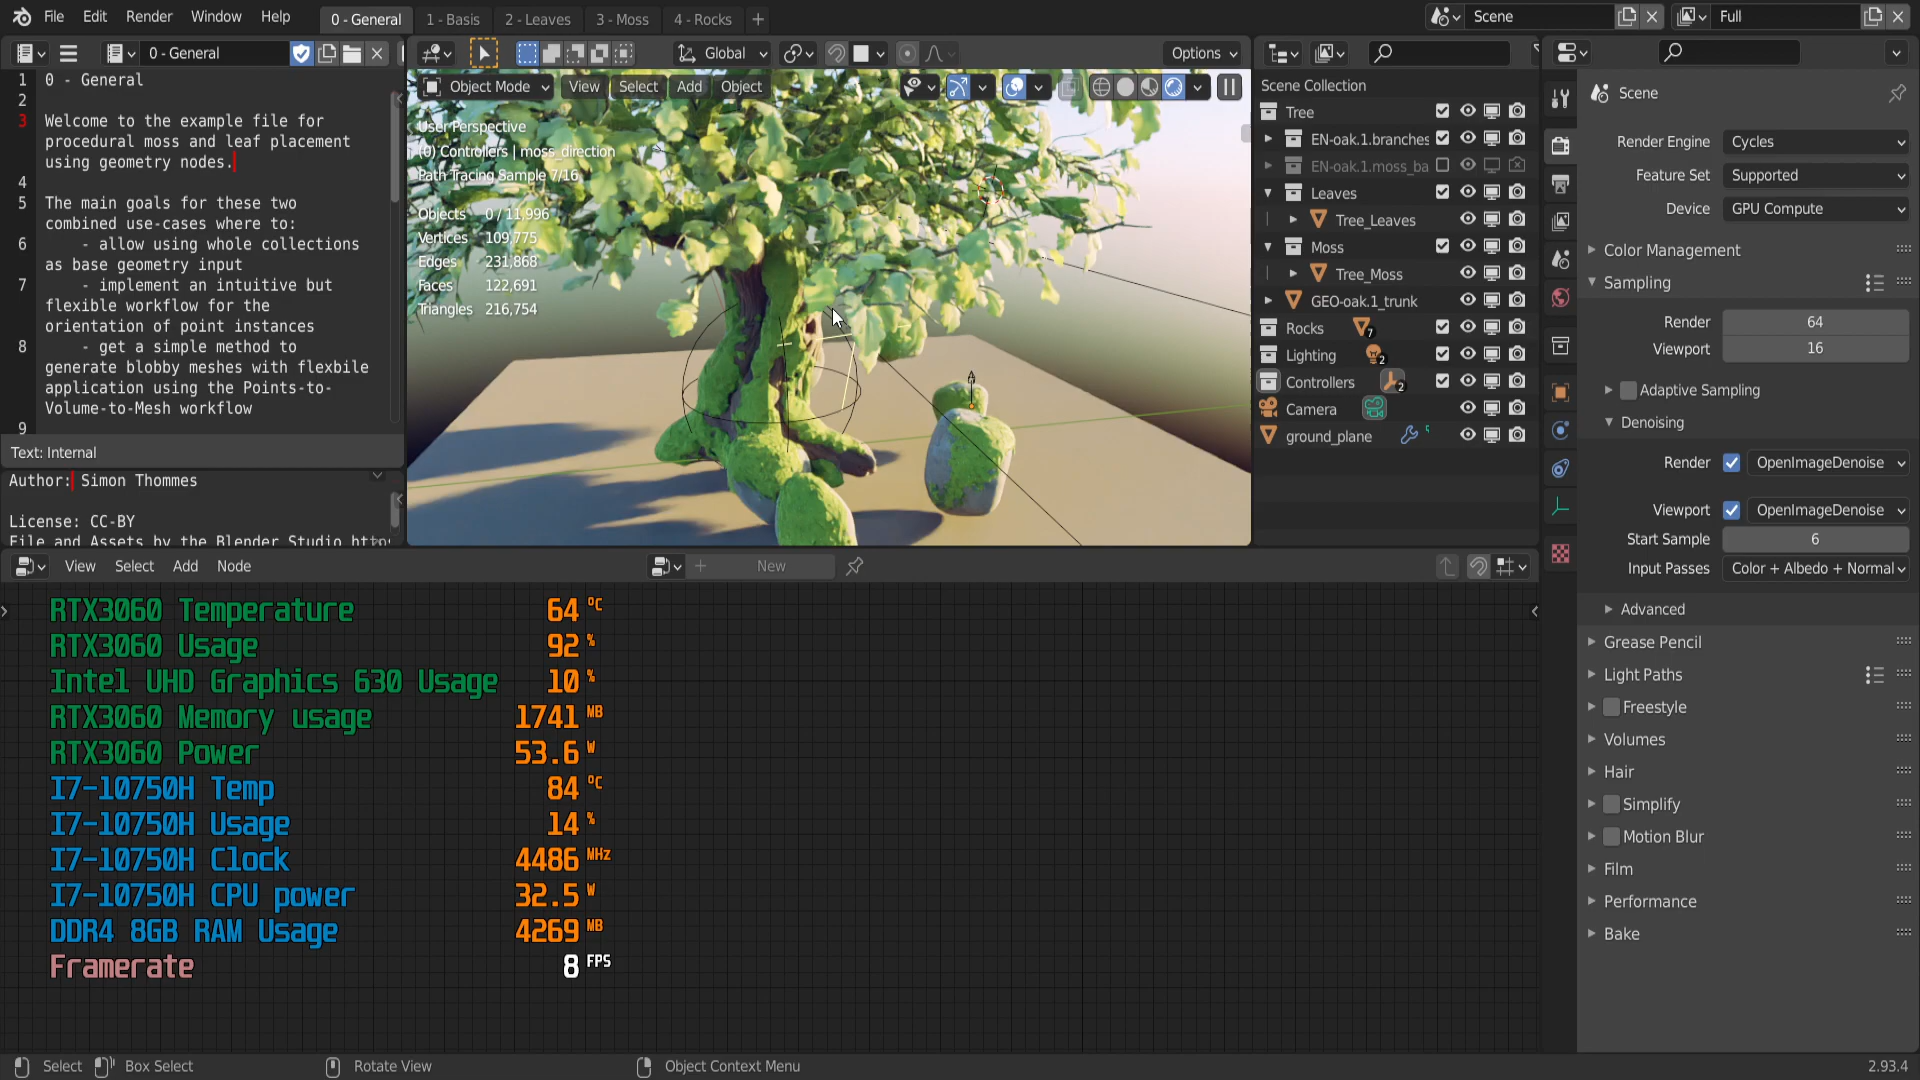 File Edit Render Window Help 0 - General 1 - Basis 2 - Leaves 3 - Moss 4 - Rocks Scene Full
0 - General Global Options
1 0 - General
2
3 Welcome to the example file for
procedural moss and leaf placement
using geometry nodes.
4
5 The main goals for these two
combined use-cases where to:
6 - allow using whole collections
as base geometry input
7 - implement an intuitive but
flexible workflow for the
orientation of point instances
8 - get a simple method to
generate blobby meshes with flexbile
application using the Points-to-
Volume-to-Mesh workflow
9
Text: Internal
Author: Simon Thommes
License: CC-BY
File and Assets by the Blender Studio
Object Mode View Select Add Object
User Perspective
(0) Controllers | moss_direction
Path Tracing Sample 7/16
Objects 0 / 11,996
Vertices 109,775
Edges 231,868
Faces 122,691
Triangles 216,754
Scene Collection
Tree
EN-oak.1.branches
EN-oak.1.moss_ba
Leaves
Tree_Leaves
Moss
Tree_Moss
GEO-oak.1_trunk
Rocks 7
Lighting 2
Controllers 2
Camera
ground_plane
Scene
Render Engine Cycles
Feature Set Supported
Device GPU Compute
Color Management
Sampling
Render 64
Viewport 16
Adaptive Sampling
Denoising
Render OpenImageDenoise
Viewport OpenImageDenoise
Start Sample 6
Input Passes Color + Albedo + Normal
Advanced
Grease Pencil
Light Paths
Freestyle
Volumes
Hair
Simplify
Motion Blur
Film
Performance
Bake
View Select Add Node New
RTX3060 Temperature 64 °C
RTX3060 Usage 92 %
Intel UHD Graphics 630 Usage 10 %
RTX3060 Memory usage 1741 MB
RTX3060 Power 53.6 W
I7-10750H Temp 84 °C
I7-10750H Usage 14 %
I7-10750H Clock 4486 MHz
I7-10750H CPU power 32.5 W
DDR4 8GB RAM Usage 4269 MB
Framerate 8 FPS
Select Box Select Rotate View Object Context Menu 2.93.4